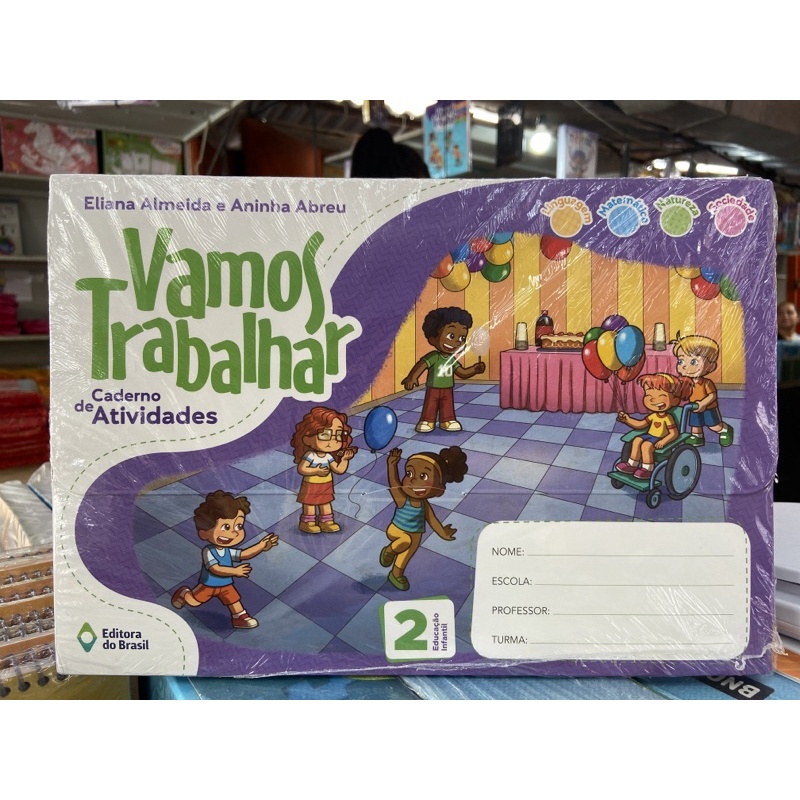 Eliana Almeida e Aninha Abreu
Linguagem
Matemática
Natureza
Sociedade
Vamos
Trabalhar
Caderno
de Atividades
NOME:
ESCOLA:
PROFESSOR:
TURMA:
2
Educação
Infantil
Editora
do Brasil